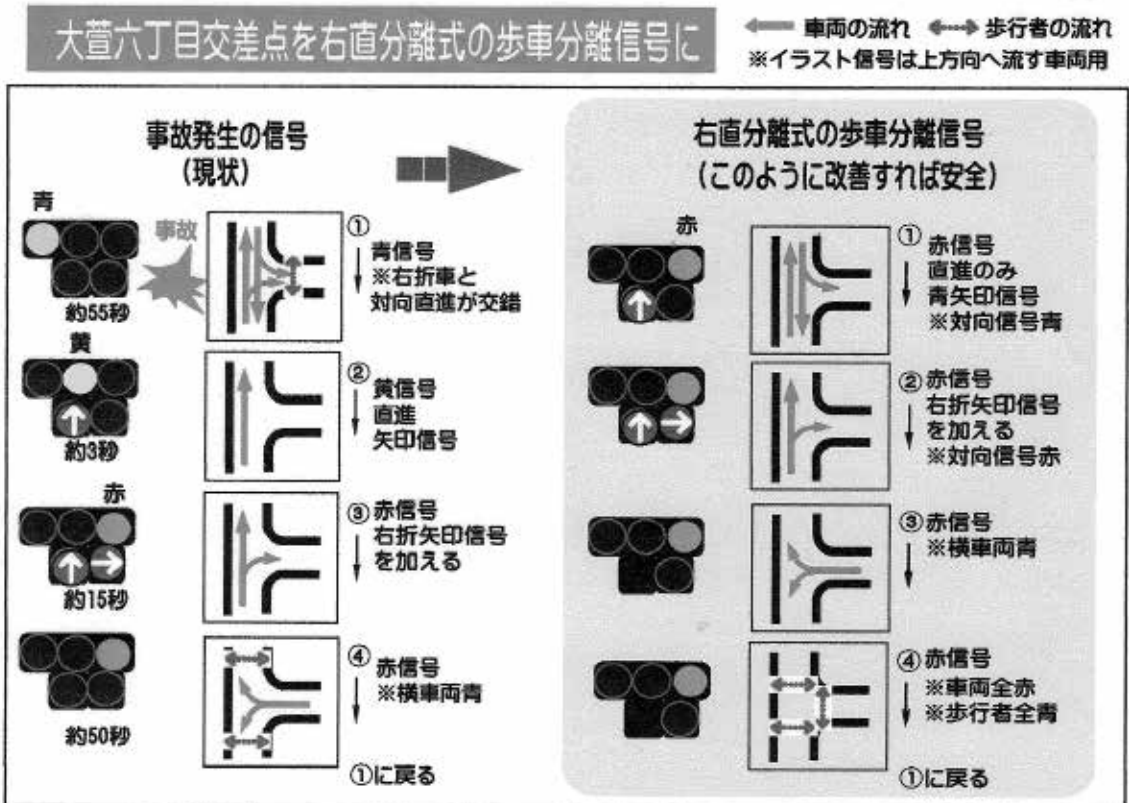 大萱六丁目交差点を右直分離式の歩車分離信号に
車両の流れ 歩行者の流れ
※イラスト信号は上方向へ流す車両用
事故発生の信号
(現状)
青
事故
約55秒
①
青信号
※右折車と
対向直進が交錯
黄
約3秒
②
黄信号
直進
矢印信号
赤
約15秒
③赤信号
右折矢印信号
を加える
約50秒
④
赤信号
※横車両青
①に戻る
右直分離式の歩車分離信号
(このように改善すれば安全)
赤
①
赤信号
直進のみ
青矢印信号
※対向信号青
②赤信号
右折矢印信号
を加える
※対向信号赤
③赤信号
※横車両青
④赤信号
※車両全赤
※歩行者全青
①に戻る